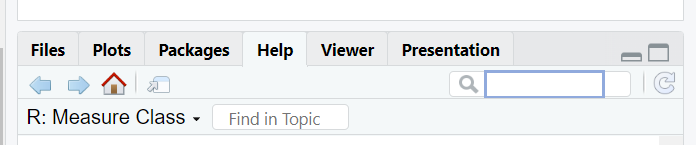 Files Plots Packages Help Viewer Presentation
R: Measure Class Find in Topic